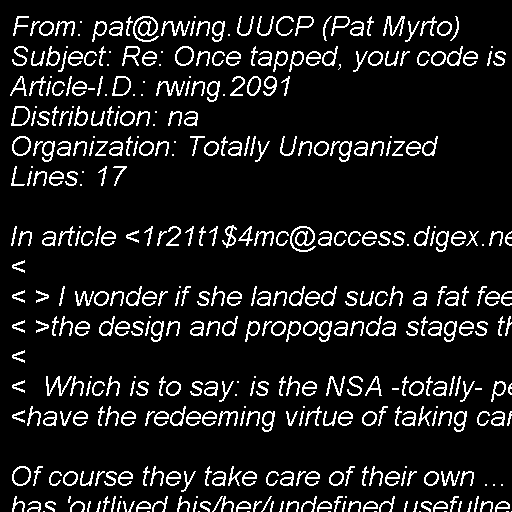 From: pat@rwing.UUCP (Pat Myrto)
Subject: Re: Once tapped, your code is
Article-I.D.: rwing.2091
Distribution: na
Organization: Totally Unorganized
Lines: 17

In article <1r21t1$4mc@access.digex.ne
<
< > I wonder if she landed such a fat fee
< >the design and propoganda stages th
<
<  Which is to say: is the NSA -totally- pe
<have the redeeming virtue of taking car

Of course they take care of their own ...
has 'outlived his/her/undefined usefulne